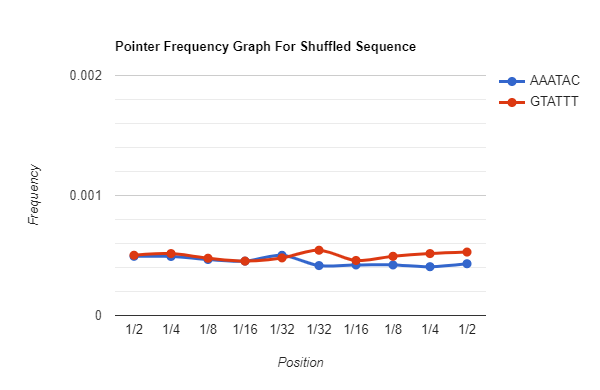 Pointer Frequency Graph For Shuffled Sequence
0.002
0.001
0
Frequency
1/2 1/4 1/8 1/16 1/32 1/32 1/16 1/8 1/4 1/2
Position
AAATAC
GTATTT